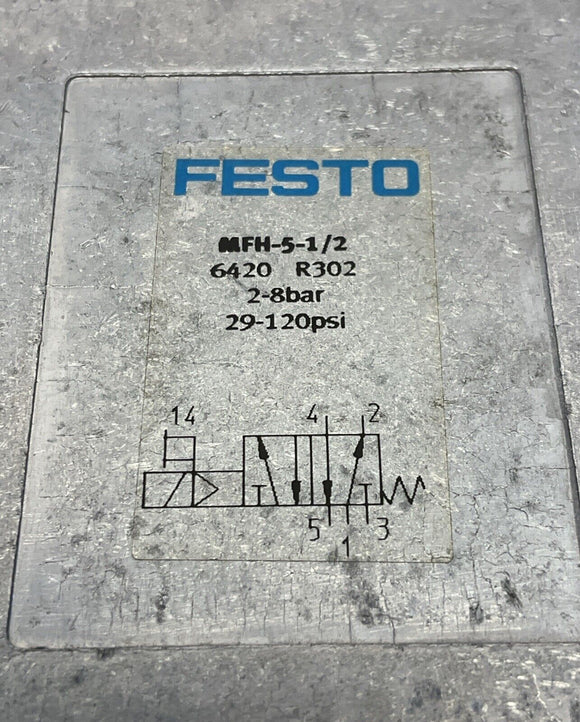 FESTO
MFH-5-1/2
6420 R302
2-8bar
29-120psi
14 4 2
5 1 3